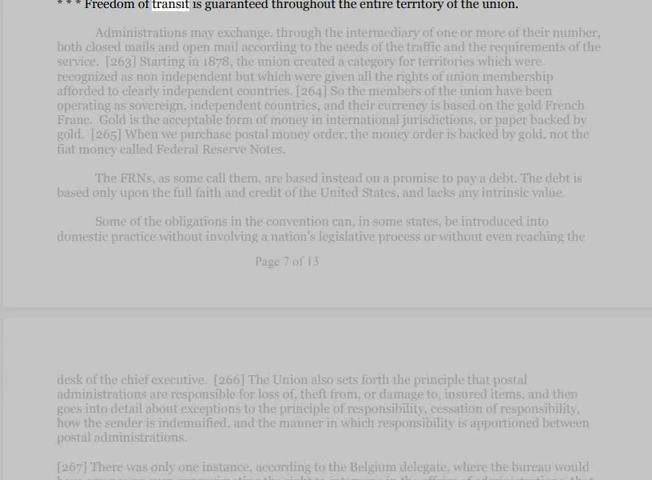 * * * Freedom of transit is guaranteed throughout the entire territory of the union.
Administrations may exchange, through the intermediary of one or more of their number,
both closed mails and open mail according to the needs of the traffic and the requirements of the
service. [263] Starting in 1878, the union created a category for territories which were
recognized as non independent but which were given all the rights of union membership
afforded to clearly independent countries. [264] So the members of the union have been
operating as sovereign, independent countries, and their currency is based on the gold French
Franc. Gold is the acceptable form of money in international jurisdictions, or paper backed by
gold. [265] When we purchase postal money order, the money order is backed by gold, not the
fiat money called Federal Reserve Notes.
The FRNs, as some call them, are based instead on a promise to pay a debt. The debt is
based only upon the full faith and credit of the United States, and lacks any intrinsic value.
Some of the obligations in the convention can, in some states, be introduced into
domestic practice without involving a nation's legislative process or without even reaching the
Page 7 of 13
desk of the chief executive. [266] The Union also sets forth the principle that postal
administrations are responsible for loss of, theft from, or damage to, insured items, and then
goes into detail about exceptions to the principle of responsibility, cessation of responsibility,
how the sender is indemnified, and the manner in which responsibility is apportioned between
postal administrations.
[267] There was only one instance, according to the Belgium delegate, where the bureau would